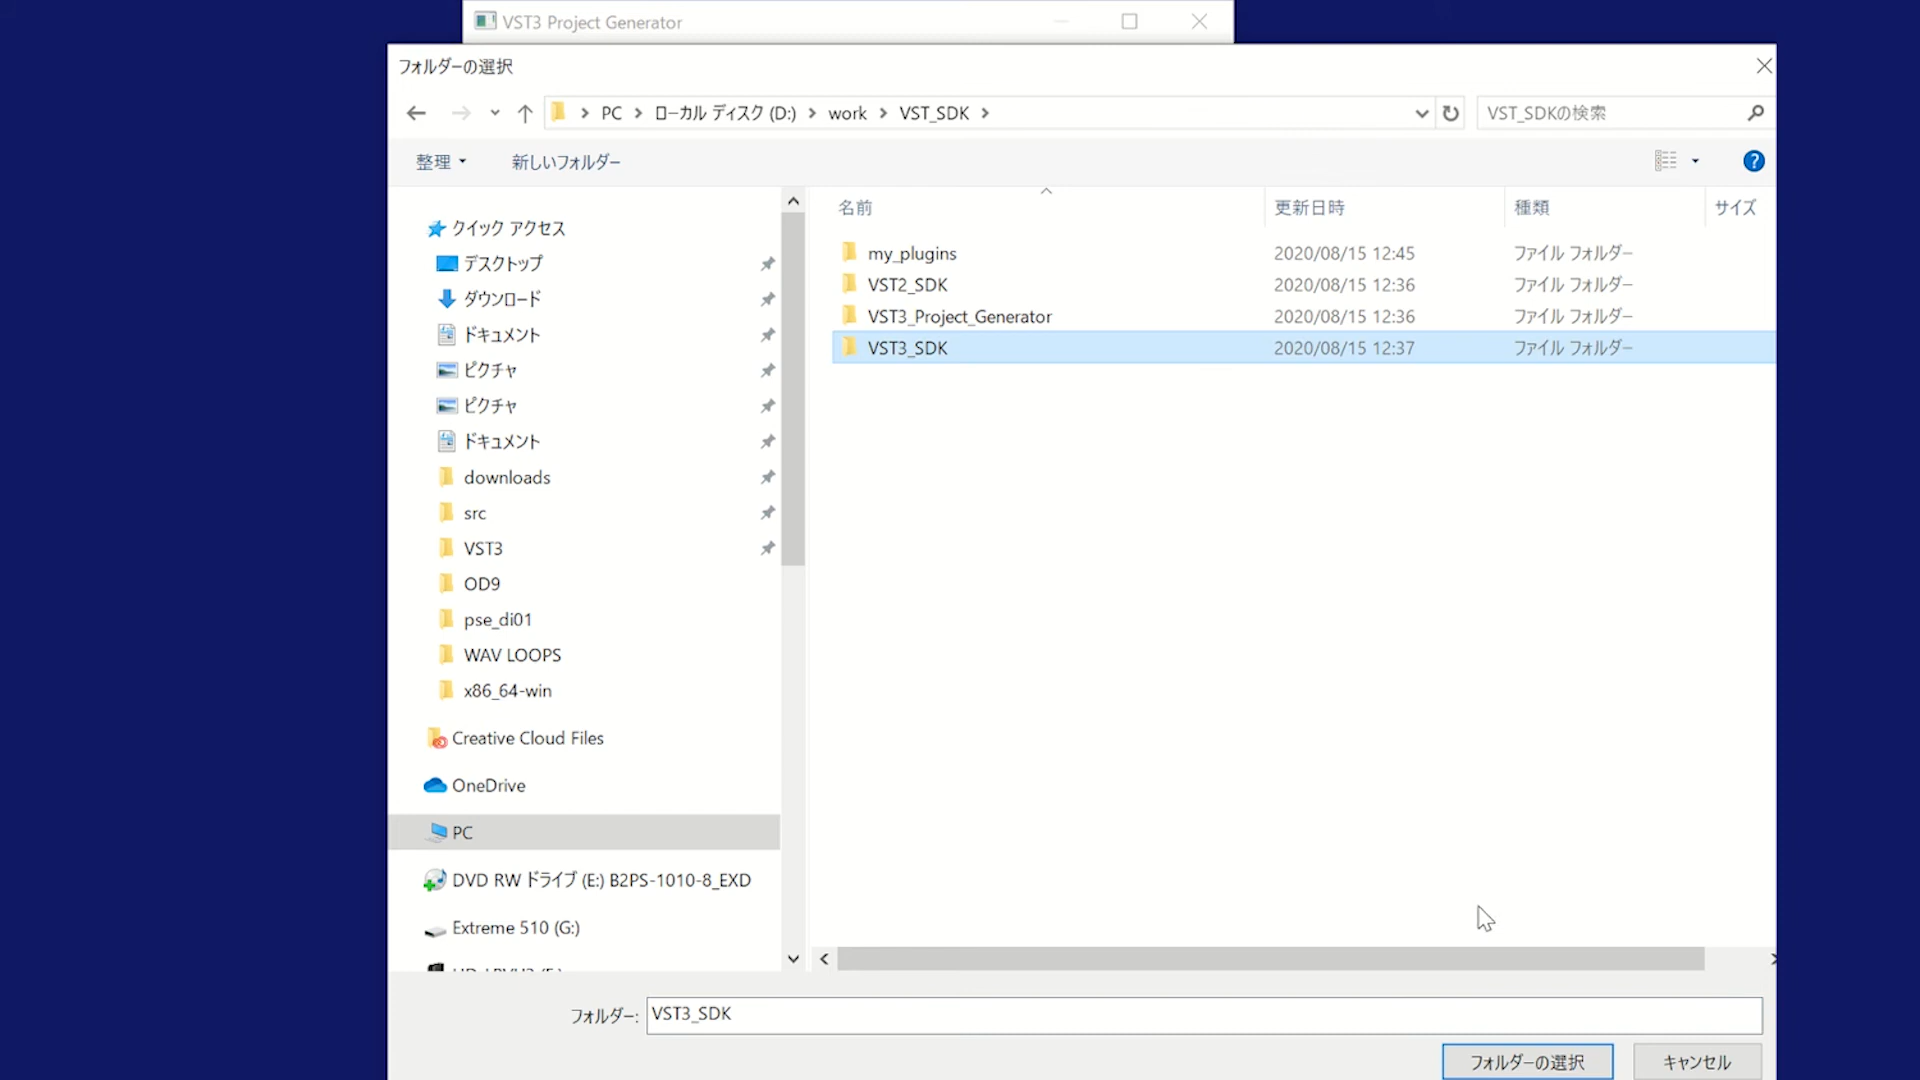 VST3 Project Generator
フォルダーの選択
PC ローカル ディスク (D:) work VST_SDK
VST_SDKの検索
整理 新しいフォルダー
名前 更新日時 種類 サイズ
クイック アクセス
デスクトップ
ダウンロード
ドキュメント
ピクチャ
ピクチャ
ドキュメント
downloads
src
VST3
OD9
pse_di01
WAV LOOPS
x86_64-win
Creative Cloud Files
OneDrive
PC
DVD RW ドライブ (E:) B2PS-1010-8_EXD
Extreme 510 (G:)
my_plugins 2020/08/15 12:45 ファイル フォルダー
VST2_SDK 2020/08/15 12:36 ファイル フォルダー
VST3_Project_Generator 2020/08/15 12:36 ファイル フォルダー
VST3_SDK 2020/08/15 12:37 ファイル フォルダー
フォルダー: VST3_SDK
フォルダーの選択 キャンセル